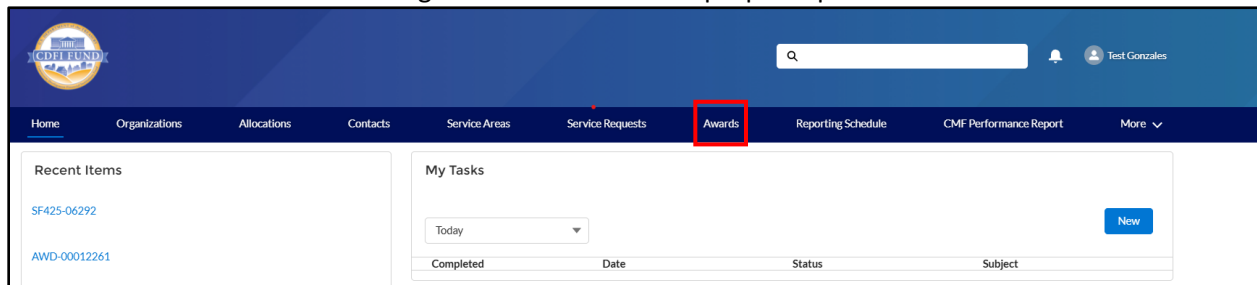 CDFI FUND
Test Gonzales
Home Organizations Allocations Contacts Service Areas Service Requests Awards Reporting Schedule CMF Performance Report More
Recent Items
My Tasks
SF425-06292
Today
New
AWD-00012261
Completed Date Status Subject